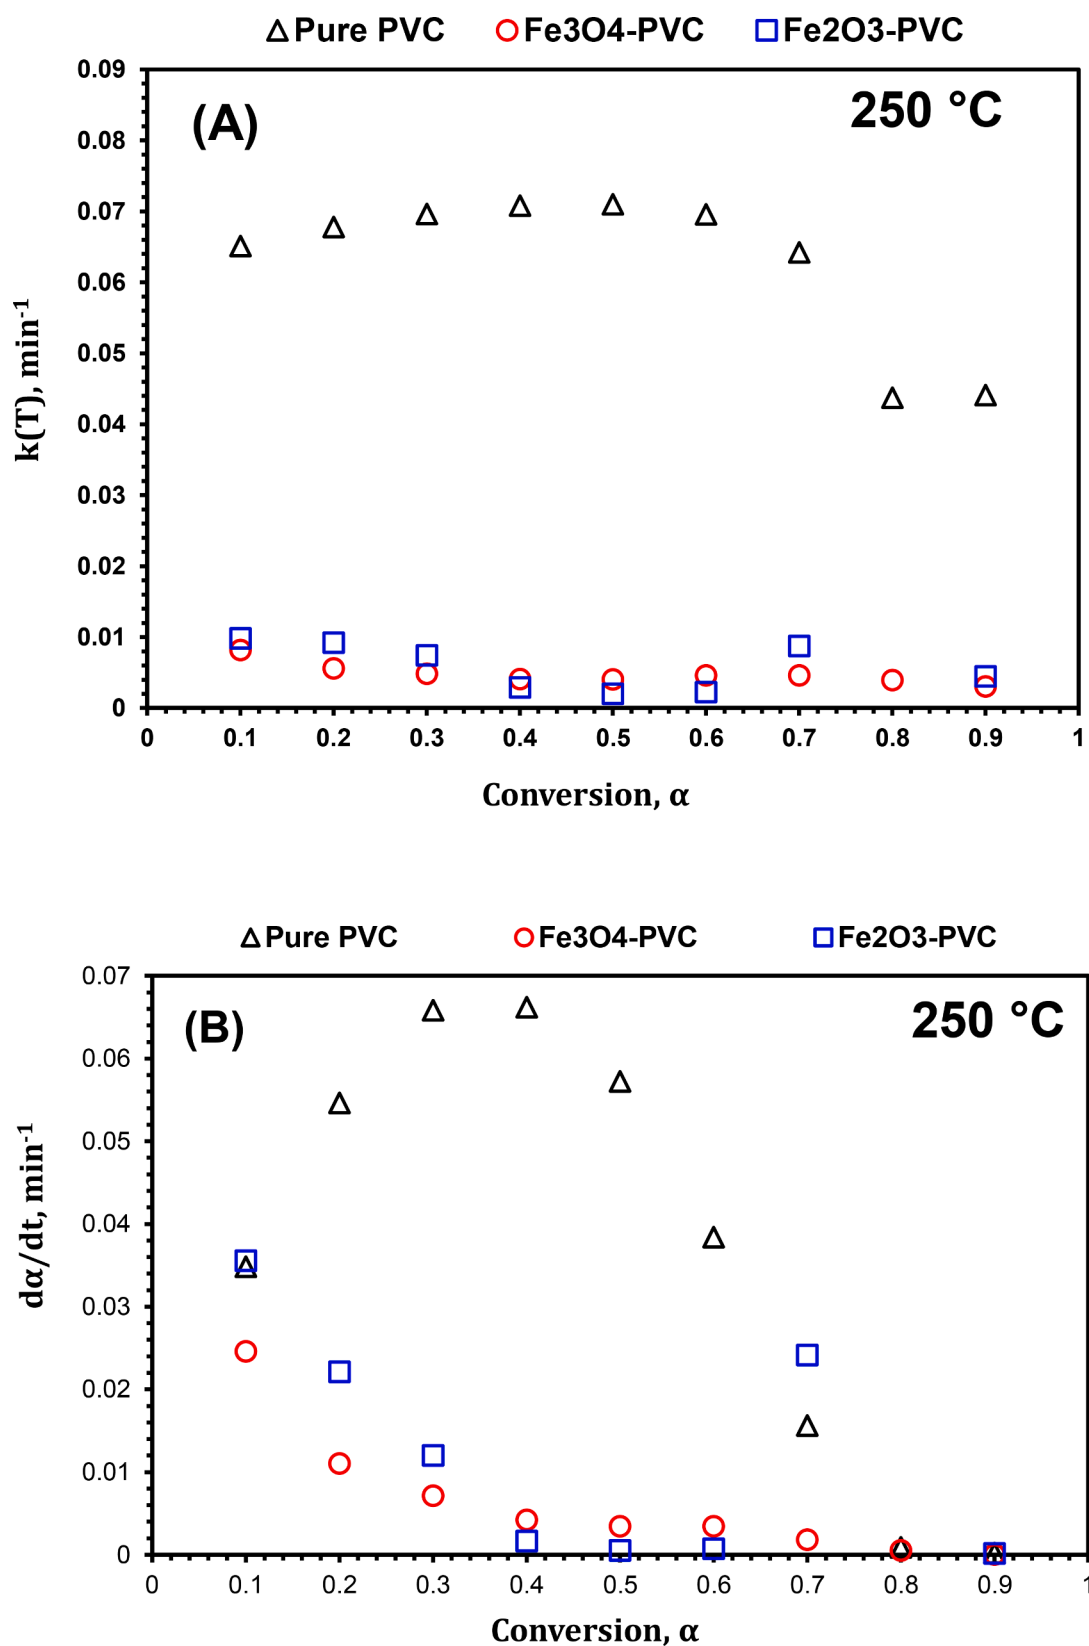 Pure PVC Fe3O4-PVC Fe2O3-PVC
(A) 250 °C
0.09
0.08
0.07
0.06
0.05
0.04
0.03
0.02
0.01
0
k(T), min-1
0 0.1 0.2 0.3 0.4 0.5 0.6 0.7 0.8 0.9 1
Conversion, α
Pure PVC Fe3O4-PVC Fe2O3-PVC
(B) 250 °C
0.07
0.06
0.05
0.04
0.03
0.02
0.01
0
dα/dt, min-1
0 0.1 0.2 0.3 0.4 0.5 0.6 0.7 0.8 0.9 1
Conversion, α